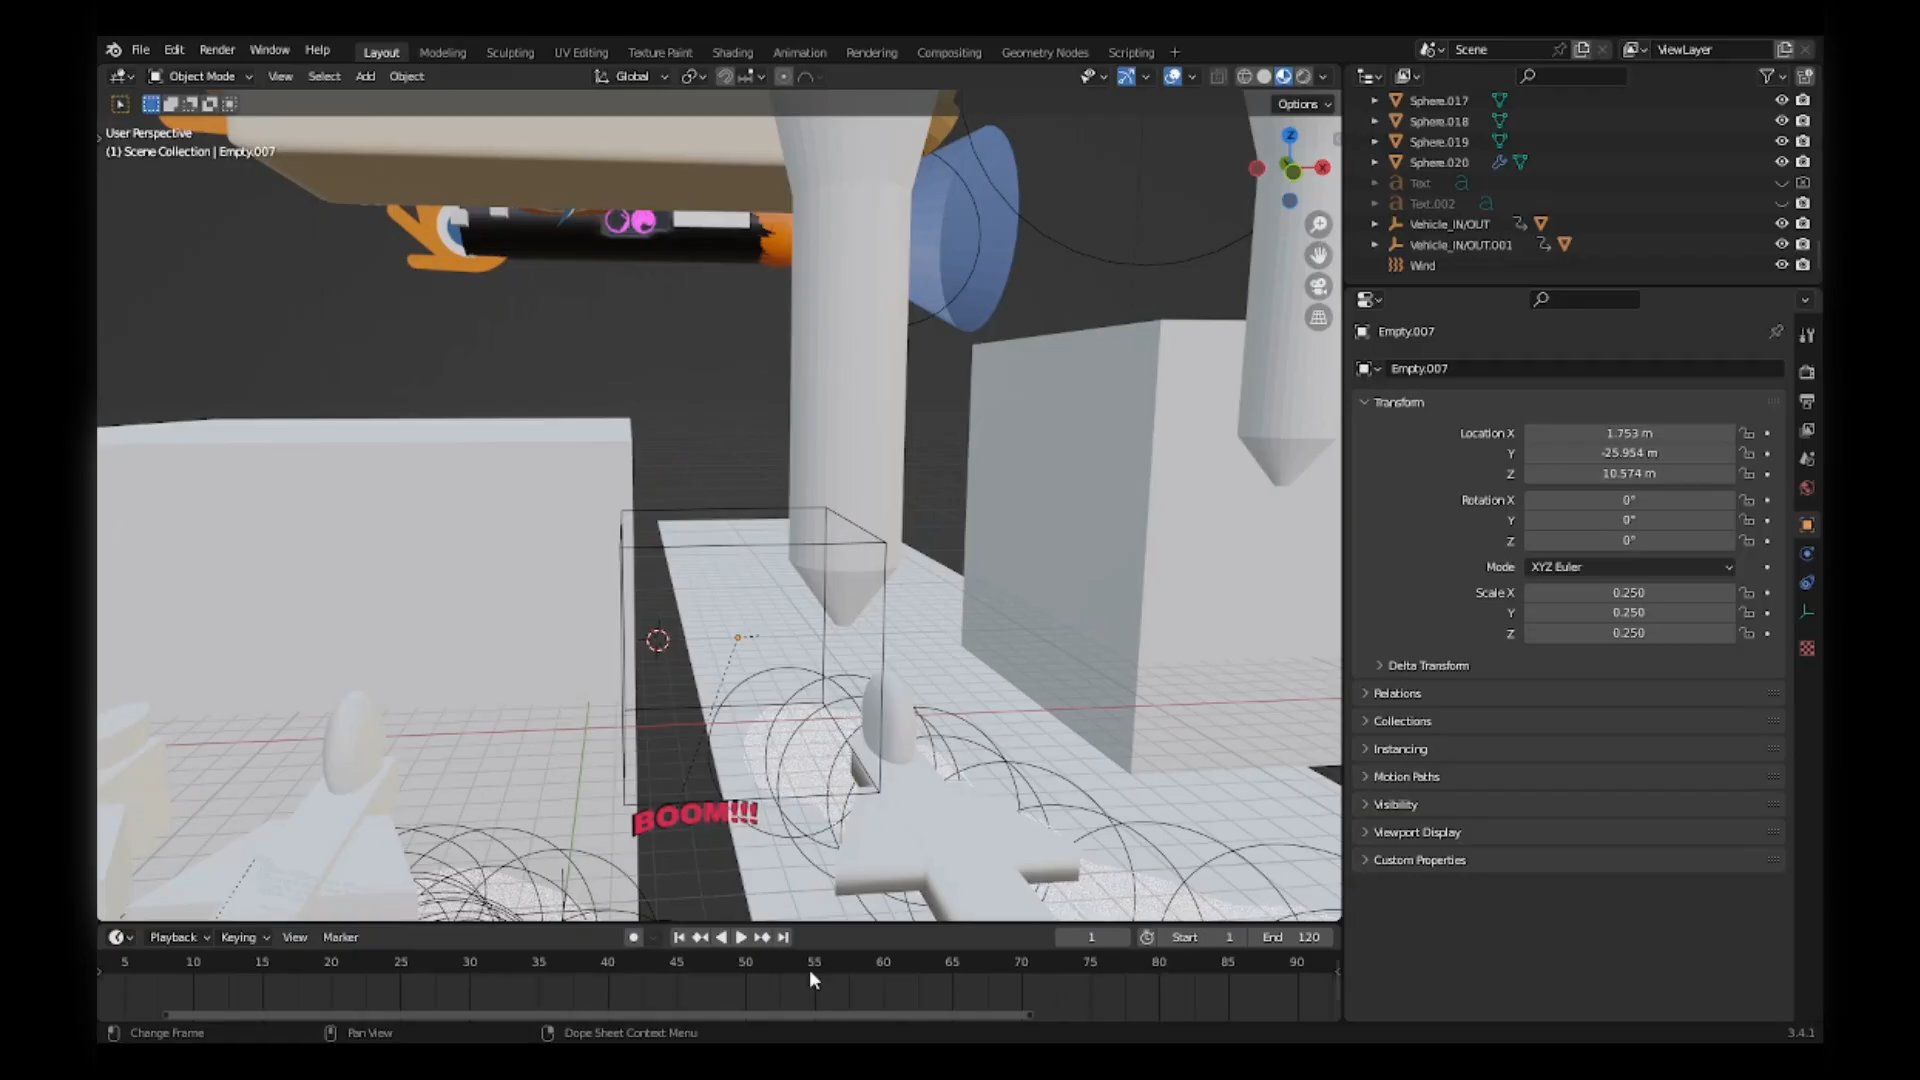 File Edit Render Window Help Layout Modeling Sculpting UV Editing Texture Paint Shading Animation Rendering Compositing Geometry Nodes Scripting + Scene ViewLayer
Object Mode View Select Add Object Global
Options
User Perspective
(1) Scene Collection | Empty.007
Z
X
BOOM!!!
Sphere.017
Sphere.018
Sphere.019
Sphere.020
Text
Text.002
Vehicle_IN/OUT
Vehicle_IN/OUT.001
Wind
Empty.007
Empty.007
Transform
Location X 1.753 m
Y -25.954 m
Z 10.574 m
Rotation X 0°
Y 0°
Z 0°
Mode XYZ Euler
Scale X 0.250
Y 0.250
Z 0.250
Delta Transform
Relations
Collections
Instancing
Motion Paths
Visibility
Viewport Display
Custom Properties
Playback Keying View Marker 1 Start 1 End 120
5 10 15 20 25 30 35 40 45 50 55 60 65 70 75 80 85 90
Change Frame Pan View Dope Sheet Context Menu 3.4.1